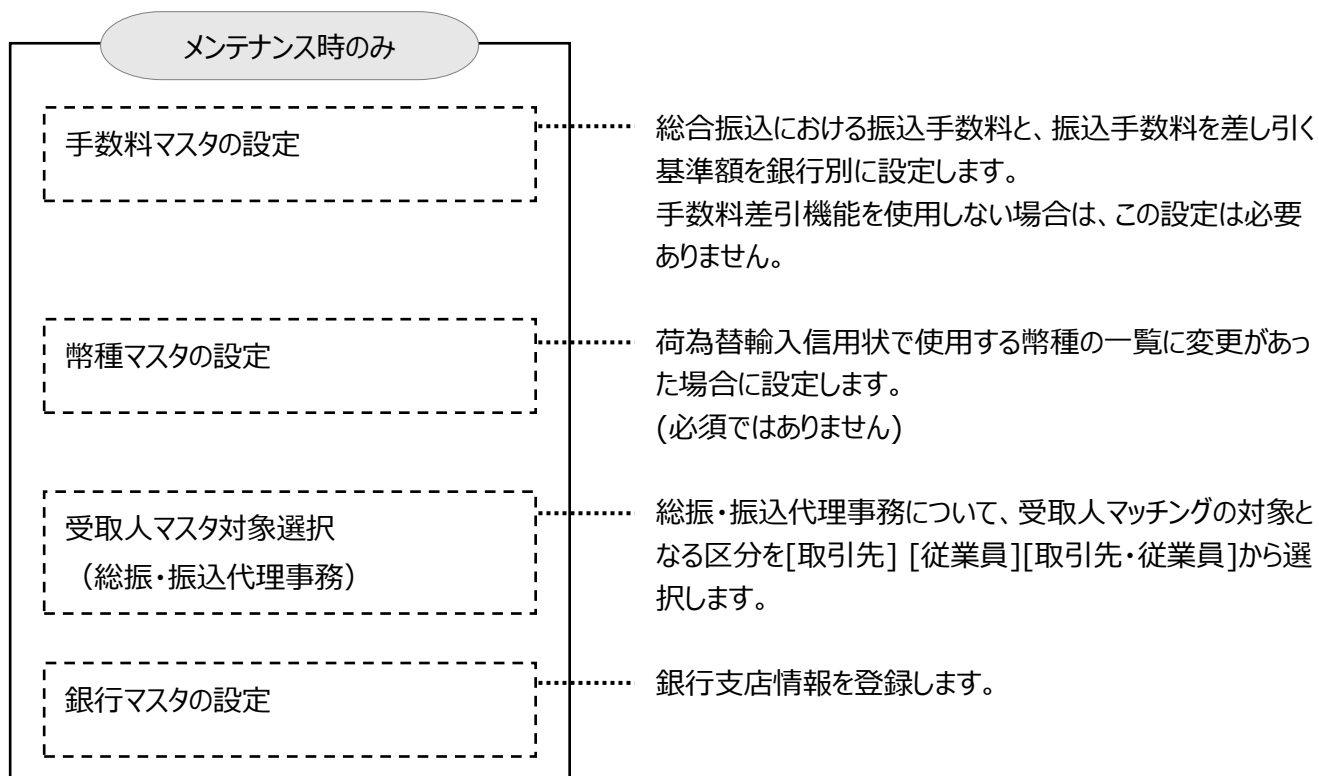 メンテナンス時のみ
手数料マスタの設定
総合振込における振込手数料と、振込手数料を差し引く
基準額を銀行別に設定します。
手数料差引機能を使用しない場合は、この設定は必要
ありません。
幣種マスタの設定
荷為替輸入信用状で使用する幣種の一覧に変更があっ
た場合に設定します。
(必須ではありません)
受取人マスタ対象選択
（総振・振込代理事務）
総振・振込代理事務について、受取人マッチングの対象と
なる区分を[取引先] [従業員][取引先・従業員]から選
択します。
銀行マスタの設定
銀行支店情報を登録します。